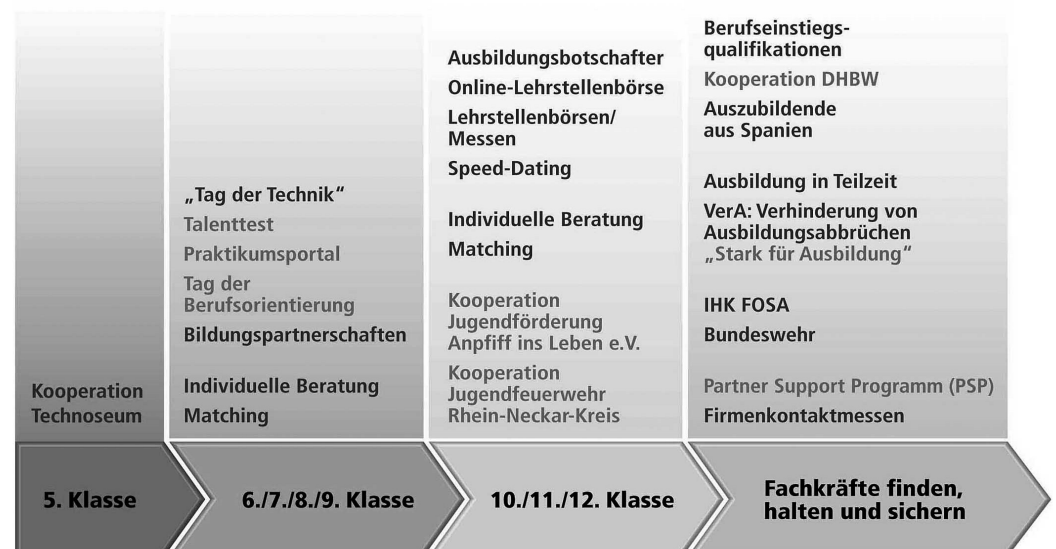 Kooperation
Technoseum
5. Klasse
„Tag der Technik“
Talenttest
Praktikumsportal
Tag der
Berufsorientierung
Bildungspartnerschaften
Individuelle Beratung
Matching
6./7./8./9. Klasse
Ausbildungsbotschafter
Online-Lehrstellenbörse
Lehrstellenbörsen/
Messen
Speed-Dating
Individuelle Beratung
Matching
Kooperation
Jugendförderung
Anpfiff ins Leben e.V.
Kooperation
Jugendfeuerwehr
Rhein-Neckar-Kreis
10./11./12. Klasse
Berufseinstiegs-
qualifikationen
Kooperation DHBW
Auszubildende
aus Spanien
Ausbildung in Teilzeit
VerA: Verhinderung von
Ausbildungsabbrüchen
„Stark für Ausbildung“
IHK FOSA
Bundeswehr
Partner Support Programm (PSP)
Firmenkontaktmessen
Fachkräfte finden,
halten und sichern